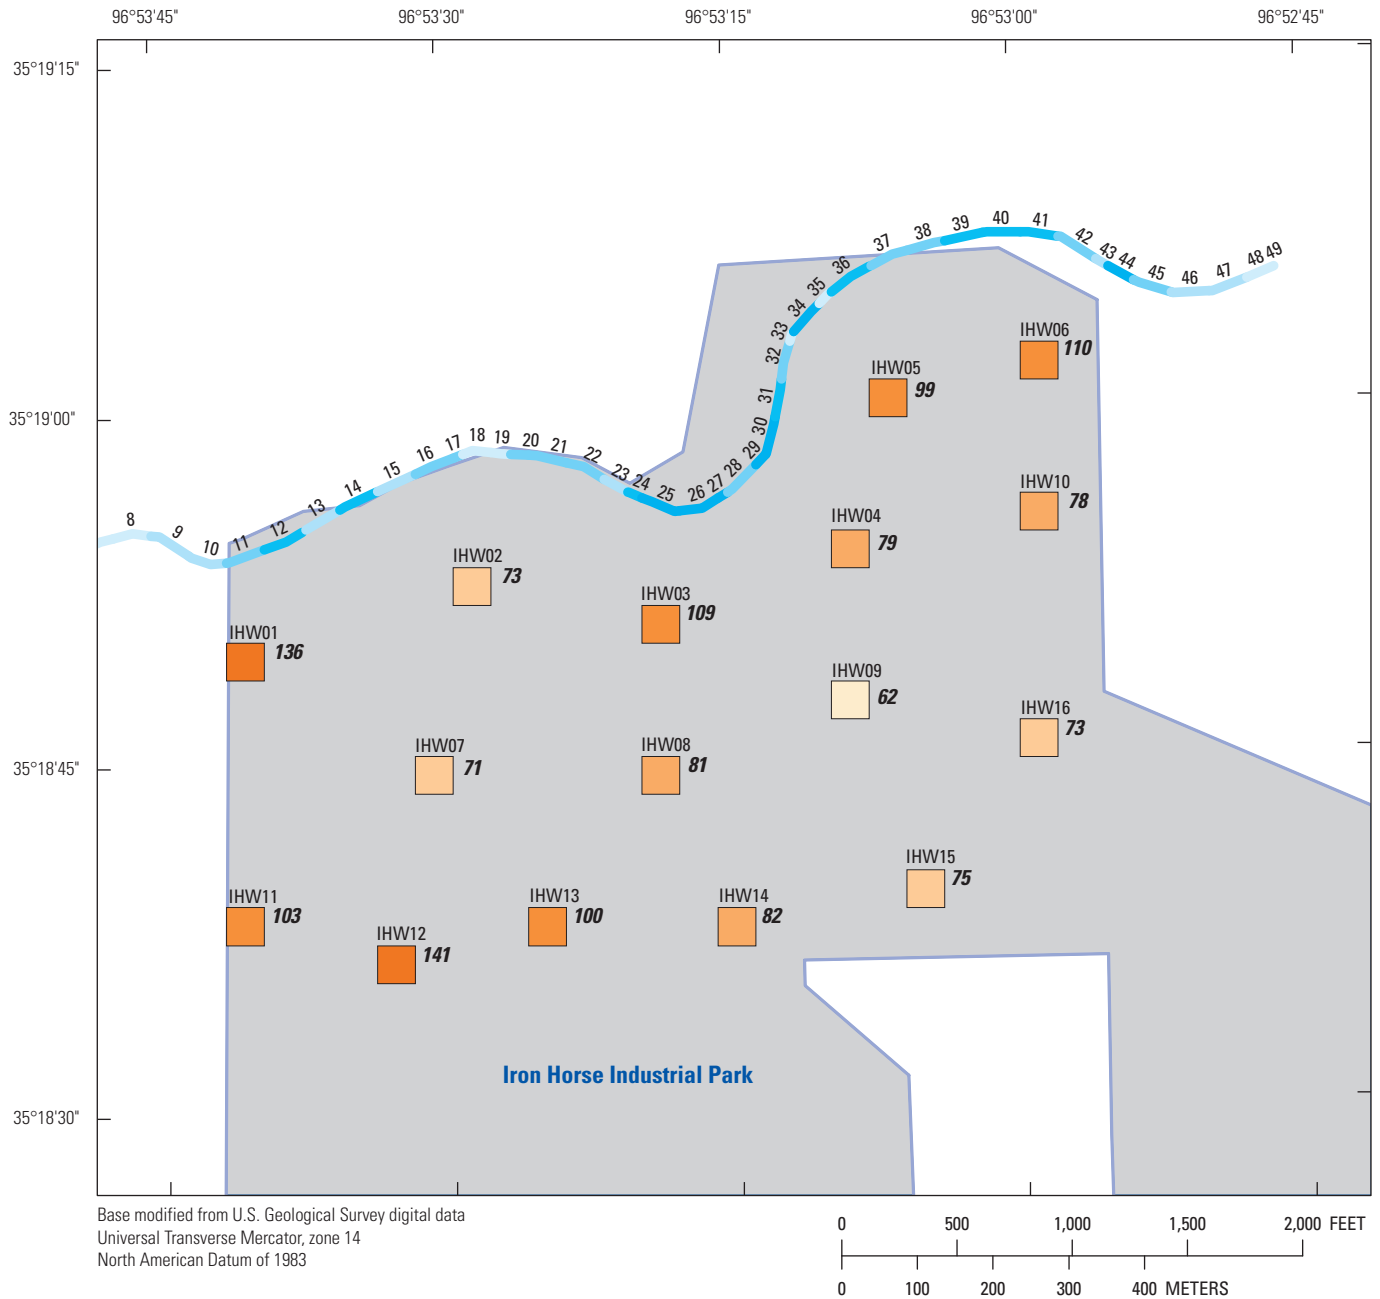 96°53'45" 96°53'30" 96°53'15" 96°53'00" 96°52'45"
35°19'15"
35°19'00"
35°18'45"
35°18'30"
8 9 10 11 12 13 14 15 16 17 18 19 20 21 22 23 24 25 26 27 28 29 30 31 32 33 34 35 36 37 38 39 40 41 42 43 44 45 46 47 48 49
IHW06
110
IHW05
99
IHW10
78
IHW04
79
IHW02
73
IHW03
109
IHW01
136
IHW09
62
IHW16
73
IHW07
71
IHW08
81
IHW15
75
IHW11
103
IHW13
100
IHW14
82
IHW12
141
Iron Horse Industrial Park
Base modified from U.S. Geological Survey digital data
Universal Transverse Mercator, zone 14
North American Datum of 1983
0 500 1,000 1,500 2,000 FEET
0 100 200 300 400 METERS